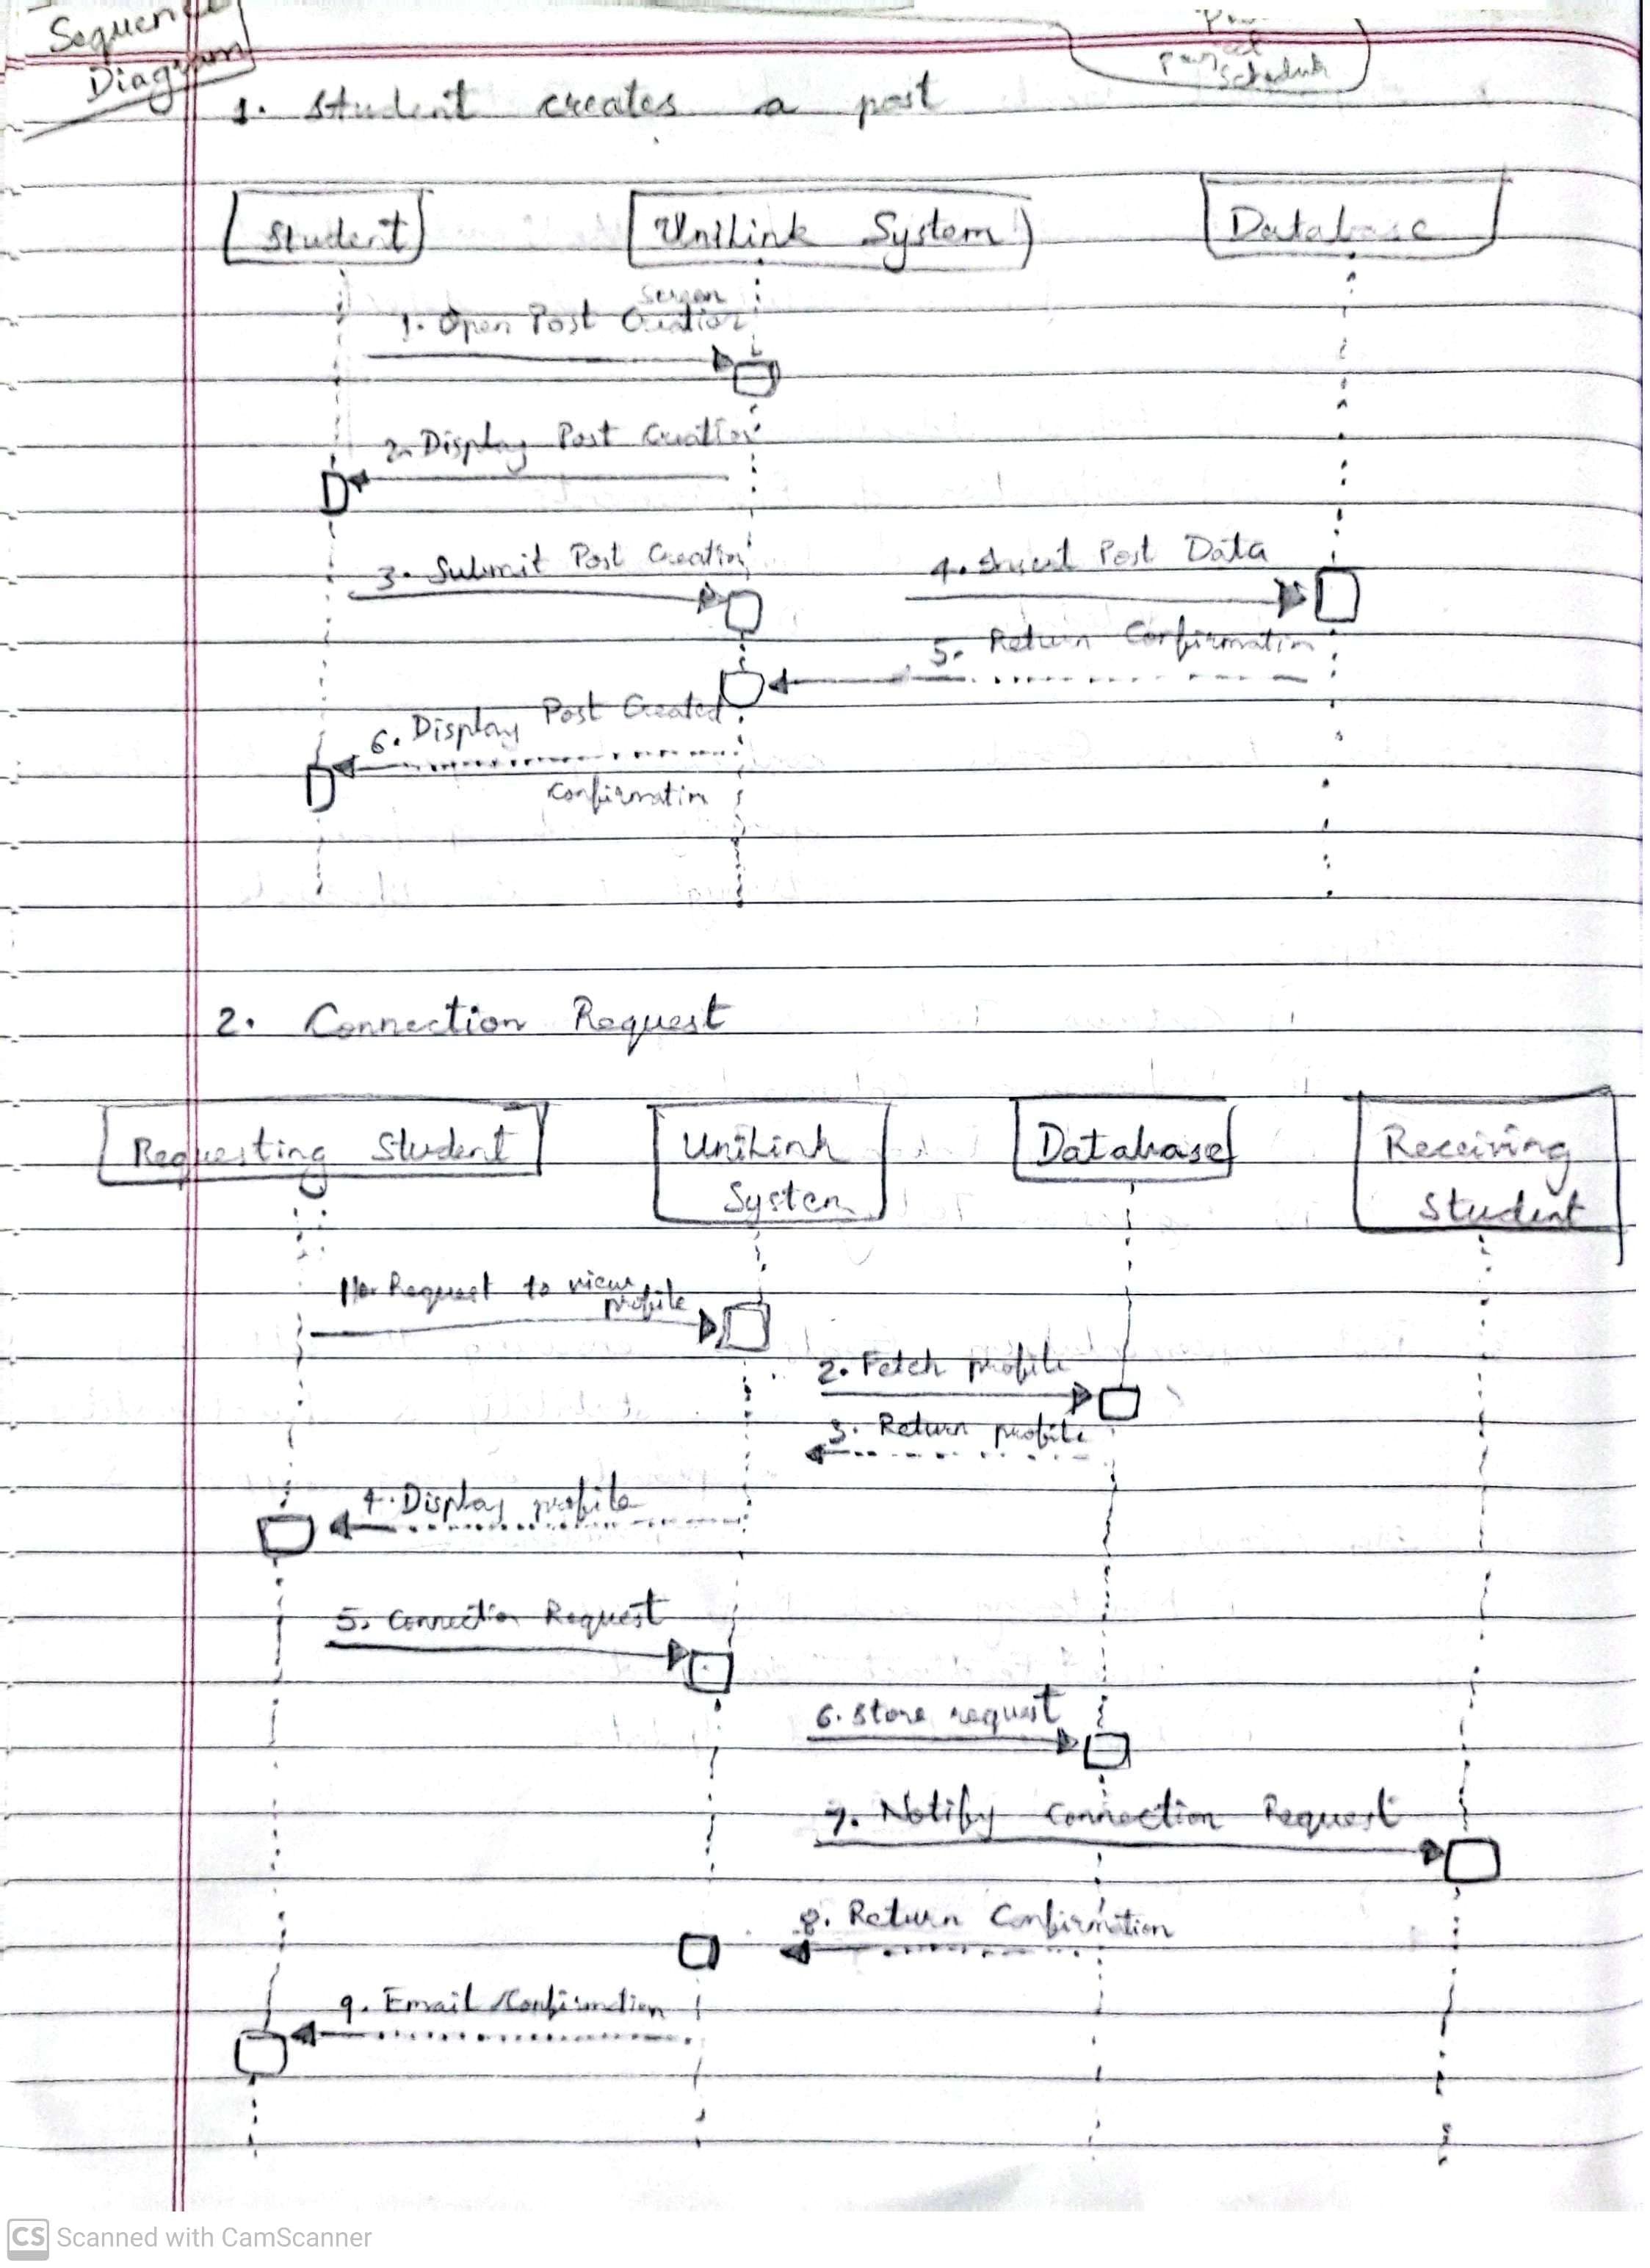 Sequence
Diagram
Schedule
1. Student creates a post
Student UniLink System Database
Screen
1. Open Post Creation
2. Display Post Creation
3. Submit Post Creation 4. Insert Post Data
5. Return Confirmation
6. Display Post Created
Confirmation
2. Connection Request
Requesting Student UniLink Database Receiving
System Student
1. Request to view
profile
2. Fetch profile
3. Return profile
4. Display profile
5. Connection Request
6. Store request
7. Notify Connection Request
8. Return Confirmation
9. Email Confirmation
CS Scanned with CamScanner